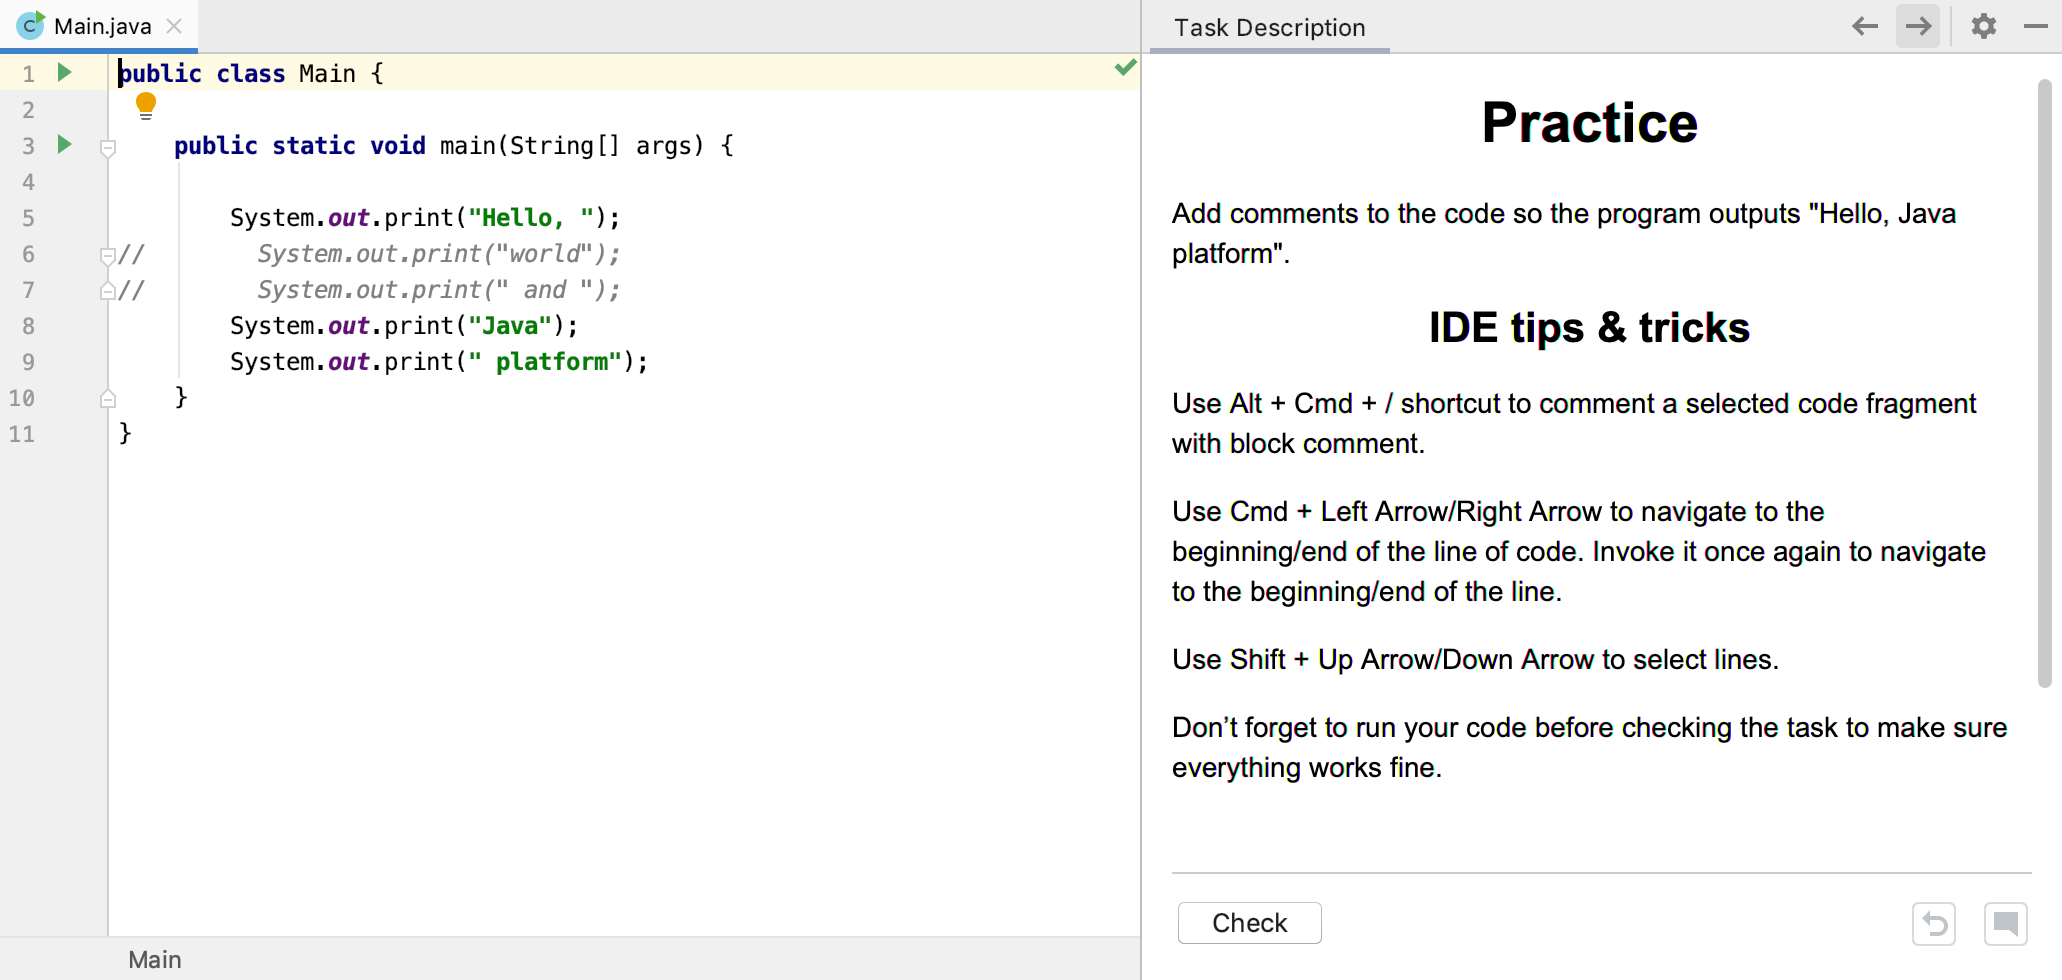 Main.java
1 public class Main {
2
3     public static void main(String[] args) {
4
5         System.out.print("Hello, ");
6 //        System.out.print("world");
7 //        System.out.print(" and ");
8         System.out.print("Java");
9         System.out.print(" platform");
10     }
11 }
Main
Task Description
Practice
Add comments to the code so the program outputs "Hello, Java
platform".
IDE tips & tricks
Use Alt + Cmd + / shortcut to comment a selected code fragment
with block comment.
Use Cmd + Left Arrow/Right Arrow to navigate to the
beginning/end of the line of code. Invoke it once again to navigate
to the beginning/end of the line.
Use Shift + Up Arrow/Down Arrow to select lines.
Don’t forget to run your code before checking the task to make sure
everything works fine.
Check